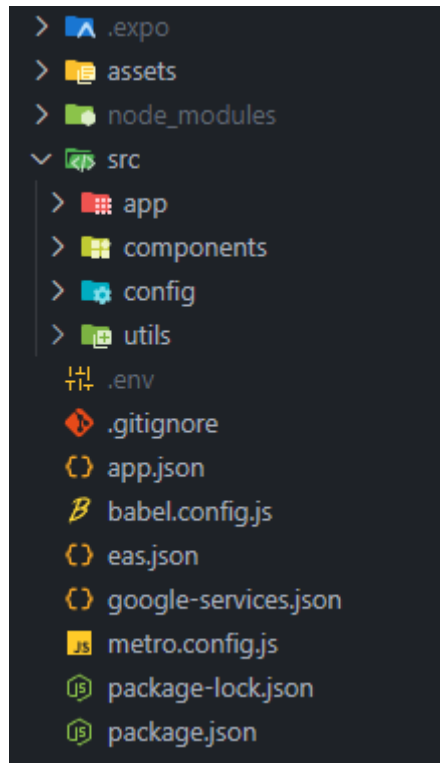 .expo
assets
node_modules
src
app
components
config
utils
.env
.gitignore
app.json
babel.config.js
eas.json
google-services.json
metro.config.js
package-lock.json
package.json